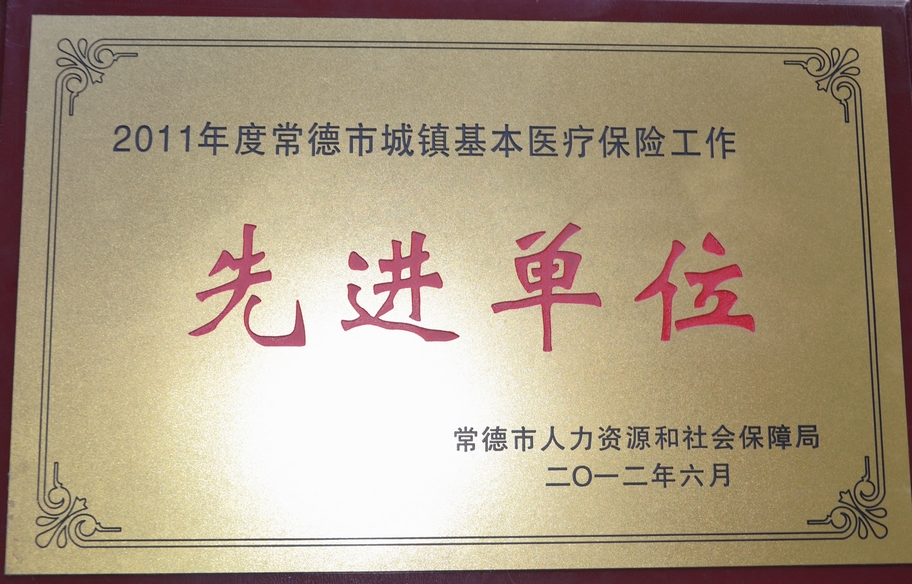 2011年度常德市城镇基本医疗保险工作
先进单位
常德市人力资源和社会保障局
二〇一二年六月